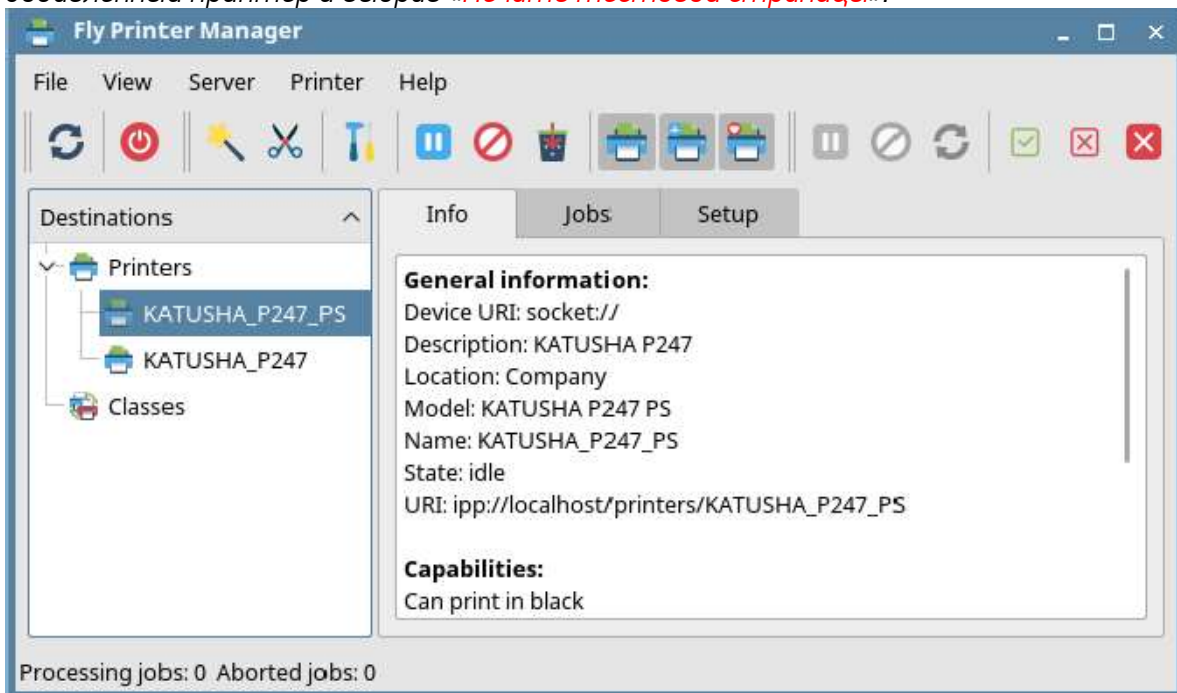 Fly Printer Manager
File View Server Printer Help
Destinations
Info Jobs Setup
Printers
KATUSHA_P247_PS
KATUSHA_P247
Classes
General information:
Device URI: socket://
Description: KATUSHA P247
Location: Company
Model: KATUSHA P247 PS
Name: KATUSHA_P247_PS
State: idle
URI: ipp://localhost/printers/KATUSHA_P247_PS
Capabilities:
Can print in black
Processing jobs: 0 Aborted jobs: 0